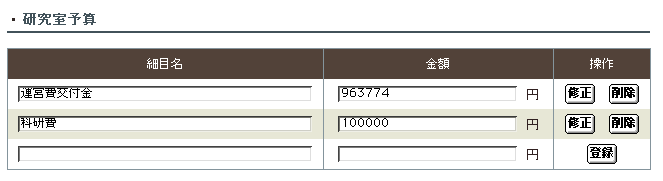 ・研究室予算
細目名 金額 操作
運営費交付金 963774 円 修正 削除
科研費 100000 円 修正 削除
円 登録